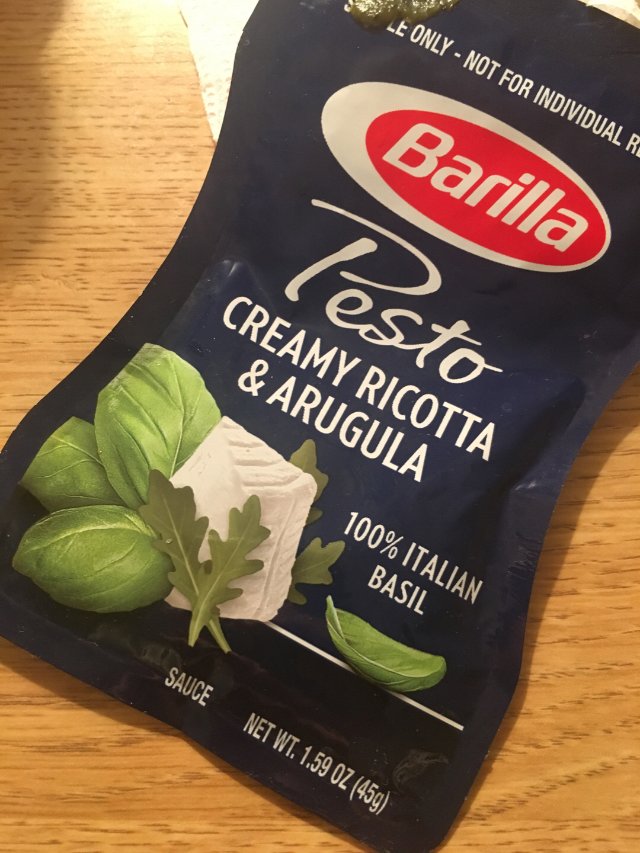 ONLY - NOT FOR INDIVIDUAL
Barilla
Pesto
CREAMY RICOTTA
& ARUGULA
100% ITALIAN
BASIL
SAUCE
NET WT. 1.59 OZ (45g)